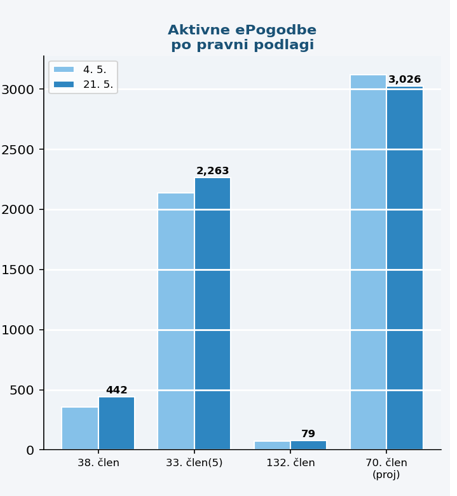 Aktivne ePogodbe
po pravni podlagi
4. 5.
21. 5.
3000
2500
2000
1500
1000
500
0
442
2,263
79
3,026
38. člen
33. člen(5)
132. člen
70. člen
(proj)